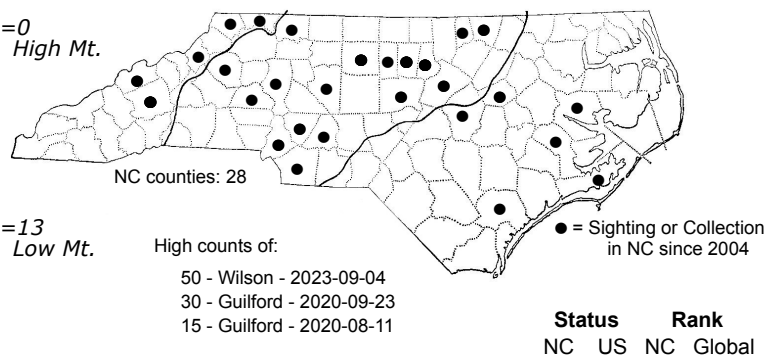 =0
High Mt.
NC counties: 28
=13
Low Mt.
High counts of:
50 - Wilson - 2023-09-04
30 - Guilford - 2020-09-23
15 - Guilford - 2020-08-11
● = Sighting or Collection
in NC since 2004
Status Rank
NC US NC Global